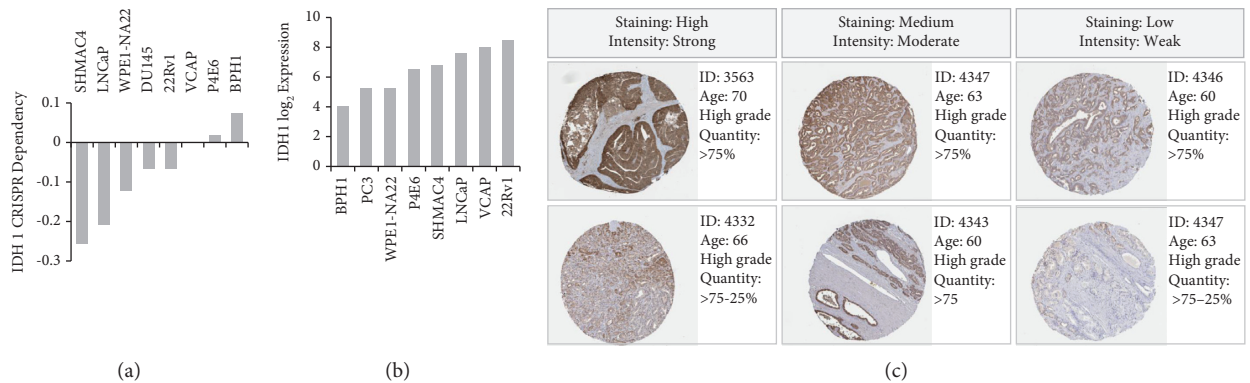 SHMAC4
LNCaP
WPE1-NA22
DU145
22Rv1
VCAP
P4E6
BPH1
IDH 1 CRISPR Dependency
0.1
0
-0.1
-0.2
-0.3
(a)
IDH1 log2 Expression
10
8
6
4
2
0
BPH1
PC3
WPE1-NA22
P4E6
SHMAC4
LNCaP
VCAP
22Rv1
(b)
Staining: High
Intensity: Strong
Staining: Medium
Intensity: Moderate
Staining: Low
Intensity: Weak
ID: 3563
Age: 70
High grade
Quantity:
>75%
ID: 4347
Age: 63
High grade
Quantity:
>75%
ID: 4346
Age: 60
High grade
Quantity:
>75%
ID: 4332
Age: 66
High grade
Quantity:
>75-25%
ID: 4343
Age: 60
High grade
Quantity:
>75
ID: 4347
Age: 63
High grade
Quantity:
>75–25%
(c)